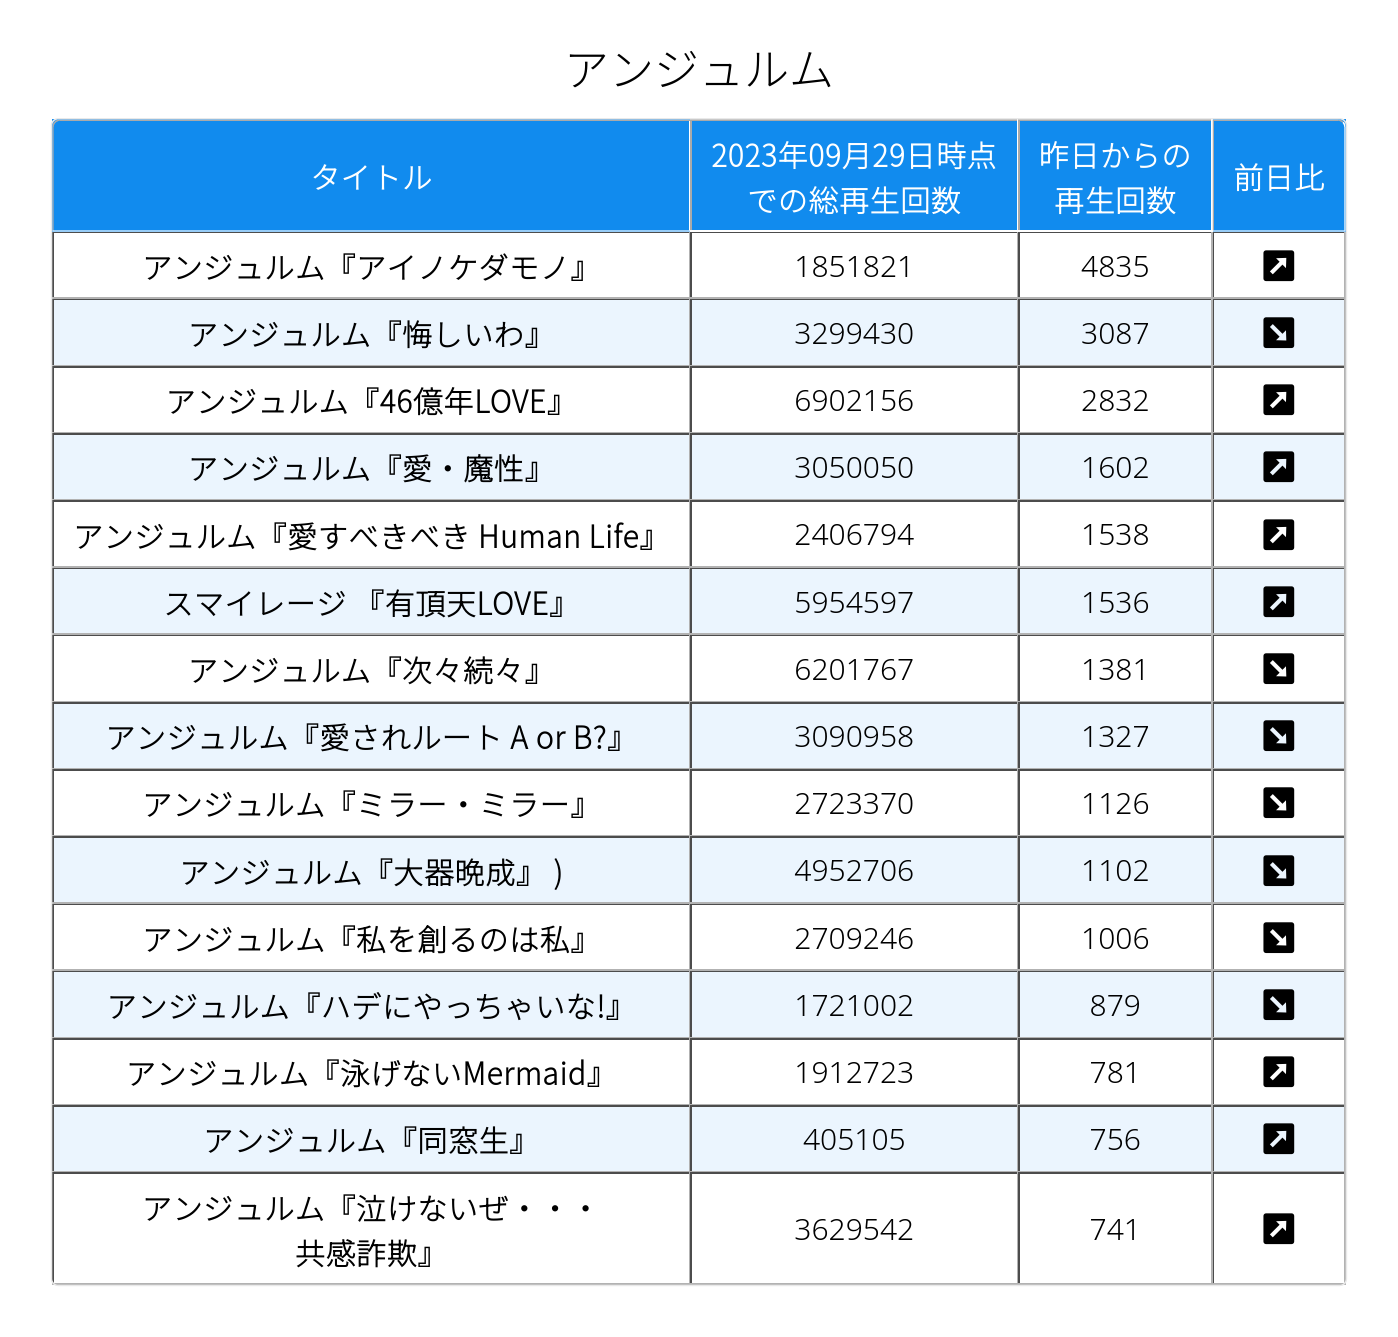 アンジュルム
タイトル 2023年09月29日時点 昨日からの 前日比
での総再生回数 再生回数
アンジュルム『アイノケダモノ』 1851821 4835
アンジュルム『悔しいわ』 3299430 3087
アンジュルム『46億年LOVE』 6902156 2832
アンジュルム『愛・魔性』 3050050 1602
アンジュルム『愛すべきべき Human Life』 2406794 1538
スマイレージ 『有頂天LOVE』 5954597 1536
アンジュルム『次々続々』 6201767 1381
アンジュルム『愛されルート A or B?』 3090958 1327
アンジュルム『ミラー・ミラー』 2723370 1126
アンジュルム『大器晩成』 ) 4952706 1102
アンジュルム『私を創るのは私』 2709246 1006
アンジュルム『ハデにやっちゃいな!』 1721002 879
アンジュルム『泳げないMermaid』 1912723 781
アンジュルム『同窓生』 405105 756
アンジュルム『泣けないぜ・・・ 3629542 741
共感詐欺』